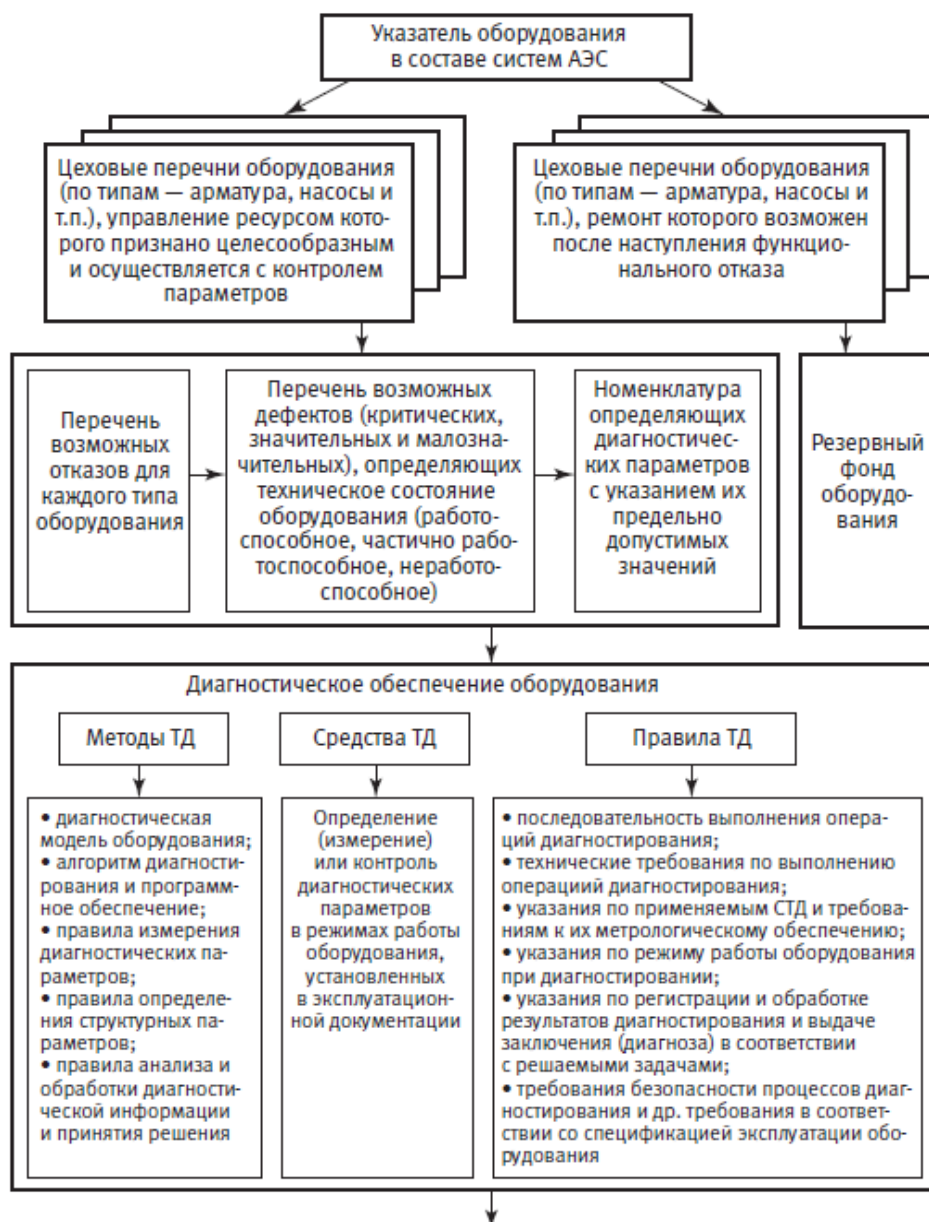 Указатель оборудования
в составе систем АЭС
Цеховые перечни оборудования
(по типам — арматура, насосы и
т.п.), управление ресурсом кото-
рого признано целесообразным
и осуществляется с контролем
параметров
Цеховые перечни оборудования
(по типам — арматура, насосы и
т.п.), ремонт которого возможен
после наступления функцио-
нального отказа
Перечень
возможных
отказов для
каждого типа
оборудования
Перечень возможных
дефектов (критических,
значительных и малозна-
чительных), определяющих
техническое состояние
оборудования (работо-
способное, частично рабо-
тоспособное, неработо-
способное)
Номенклатура
определяющих
диагностичес-
ких параметров
с указанием их
предельно
допустимых
значений
Резервный
фонд
оборудо-
вания
Диагностическое обеспечение оборудования
Методы ТД
Средства ТД
Правила ТД
• диагностическая
модель оборудования;
• алгоритм диагности-
рования и программ-
ное обеспечение;
• правила измерения
диагностических па-
раметров;
• правила определе-
ния структурных па-
раметров;
• правила анализа и
обработки диагности-
ческой информации
и принятия решения
Определение
(измерение)
или контроль
диагностических
параметров
в режимах работы
оборудования,
установленных
в эксплуатацион-
ной документации
• последовательность выполнения опера-
ций диагностирования;
• технические требования по выполнению
операциий диагностирования;
• указания по применяемым СТД и требова-
ниям к их метрологическому обеспечению;
• указания по режиму работы оборудования
при диагностировании;
• указания по регистрации и обработке
результатов диагностирования и выдаче
заключения (диагноза) в соответствии
с решаемыми задачами;
• требования безопасности процессов диаг-
ностирования и др. требования в соответ-
ствии со спецификацией эксплуатации обо-
рудования